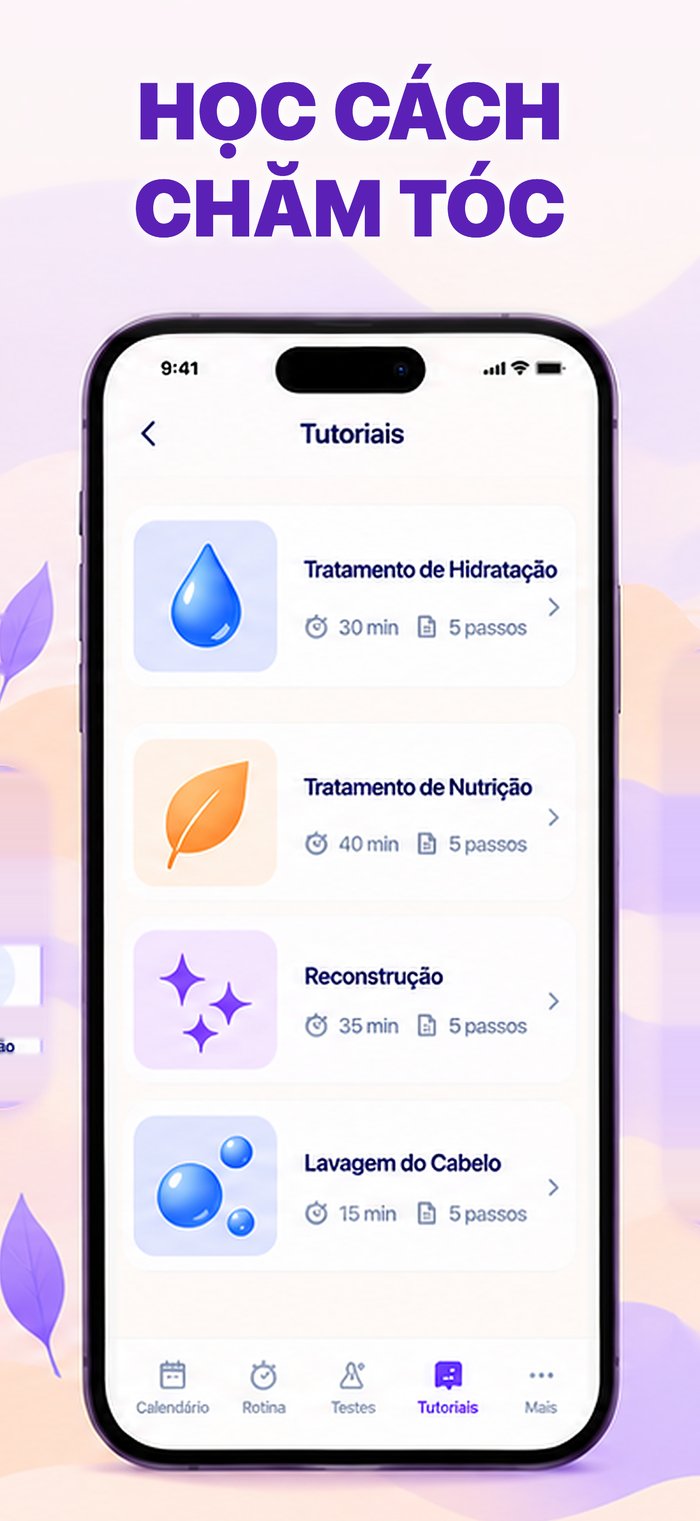 HỌC CÁCH
CHĂM TÓC
9:41
Tutoriais
Tratamento de Hidratação
30 min 5 passos
Tratamento de Nutrição
40 min 5 passos
Reconstrução
35 min 5 passos
ão
Lavagem do Cabelo
15 min 5 passos
Calendário Rotina Testes Tutoriais Mais